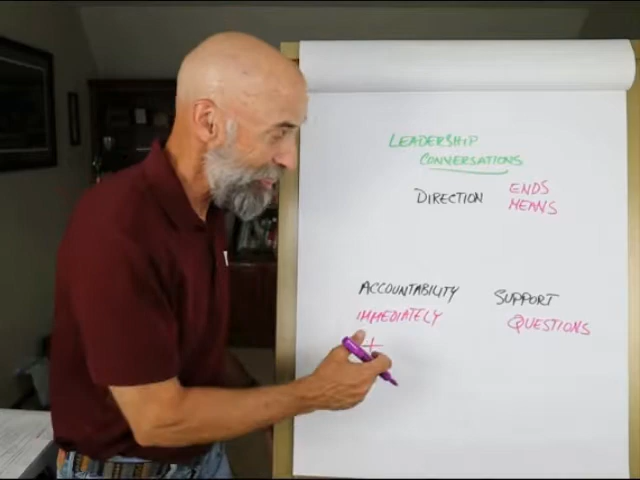 LEADERSHIP
CONVERSATIONS
DIRECTION ENDS
MEANS
ACCOUNTABILITY SUPPORT
IMMEDIATELY QUESTIONS
+